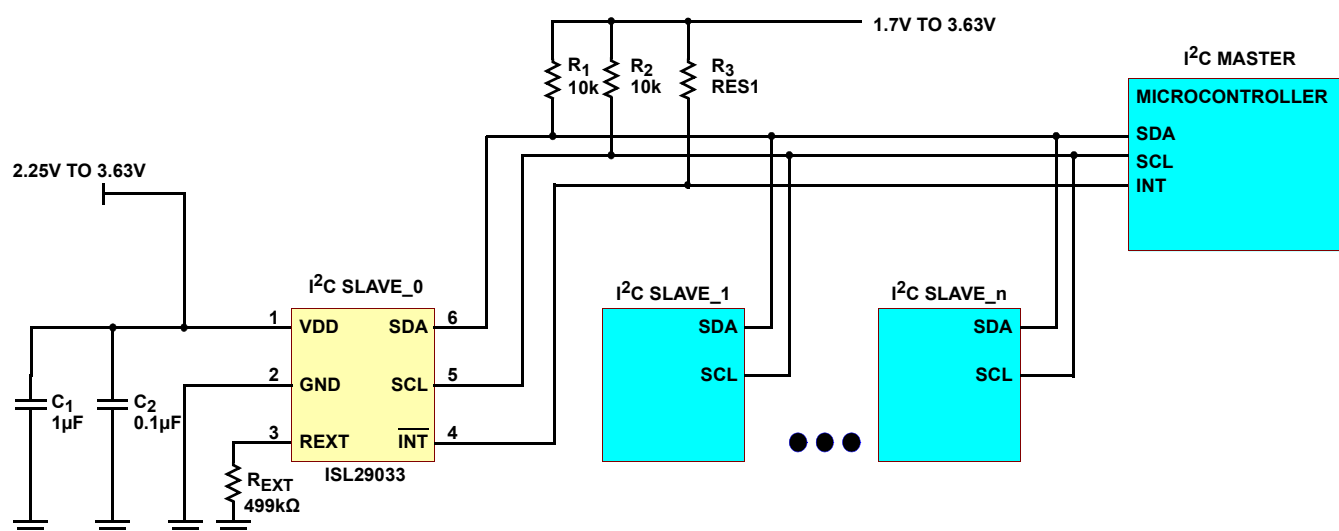 1.7V TO 3.63V
R1
10k
R2
10k
R3
RES1
I²C MASTER
MICROCONTROLLER
SDA
SCL
INT
2.25V TO 3.63V
I²C SLAVE_0
1
VDD
SDA
6
2
GND
SCL
5
3
REXT
INT
4
ISL29033
C1
1µF
C2
0.1µF
REXT
499kΩ
I²C SLAVE_1
SDA
SCL
I²C SLAVE_n
SDA
SCL